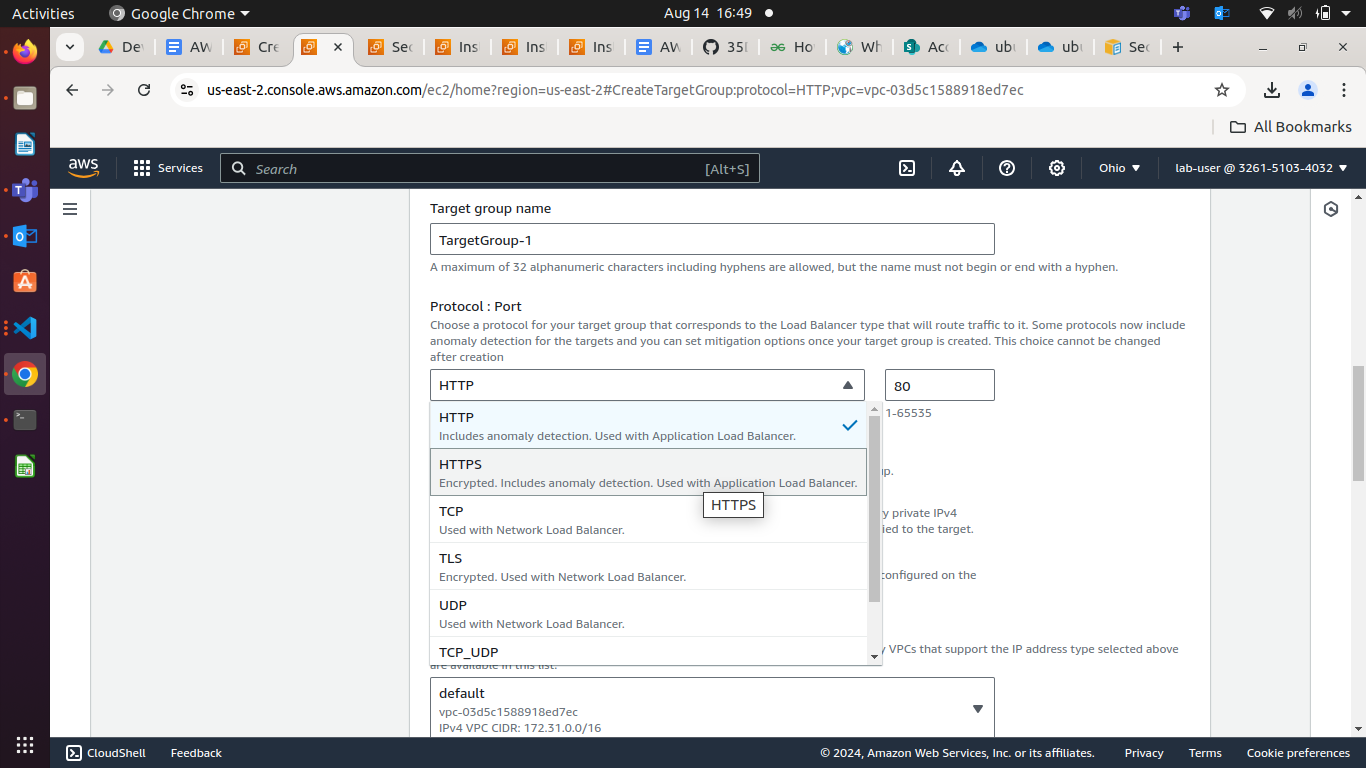 Activities
Google Chrome
Aug 14 16:49
De
AW
Cre
Sec
Ins
Ins
Ins
AW
35l
Ho
Wh
Acc
ub
ub
Sec
us-east-2.console.aws.amazon.com/ec2/home?region=us-east-2#CreateTargetGroup:protocol=HTTP;vpc=vpc-03d5c1588918ed7ec
All Bookmarks
aws
Services
Search
[Alt+S]
Ohio
lab-user @ 3261-5103-4032
Target group name
TargetGroup-1
A maximum of 32 alphanumeric characters including hyphens are allowed, but the name must not begin or end with a hyphen.
Protocol : Port
Choose a protocol for your target group that corresponds to the Load Balancer type that will route traffic to it. Some protocols now include
anomaly detection for the targets and you can set mitigation options once your target group is created. This choice cannot be changed
after creation
HTTP
80
1-65535
HTTP
Includes anomaly detection. Used with Application Load Balancer.
HTTPS
Encrypted. Includes anomaly detection. Used with Application Load Balancer.
up.
HTTPS
TCP
Used with Network Load Balancer.
y private IPv4
ied to the target.
TLS
Encrypted. Used with Network Load Balancer.
configured on the
UDP
Used with Network Load Balancer.
TCP_UDP
y VPCs that support the IP address type selected above
are available in this list.
default
vpc-03d5c1588918ed7ec
IPv4 VPC CIDR: 172.31.0.0/16
CloudShell
Feedback
© 2024, Amazon Web Services, Inc. or its affiliates.
Privacy
Terms
Cookie preferences